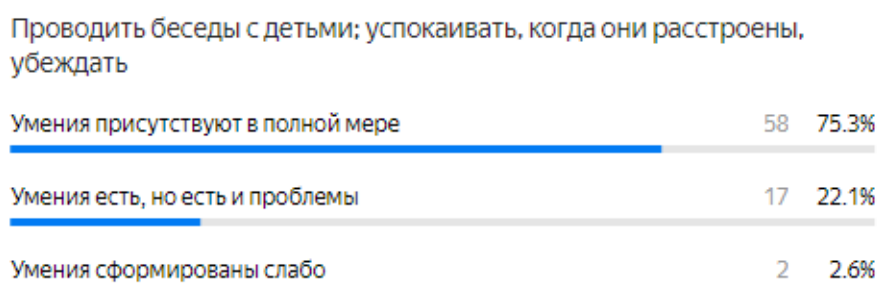 Проводить беседы с детьми; успокаивать, когда они расстроены,
убеждать
Умения присутствуют в полной мере 58 75.3%
Умения есть, но есть и проблемы 17 22.1%
Умения сформированы слабо 2 2.6%